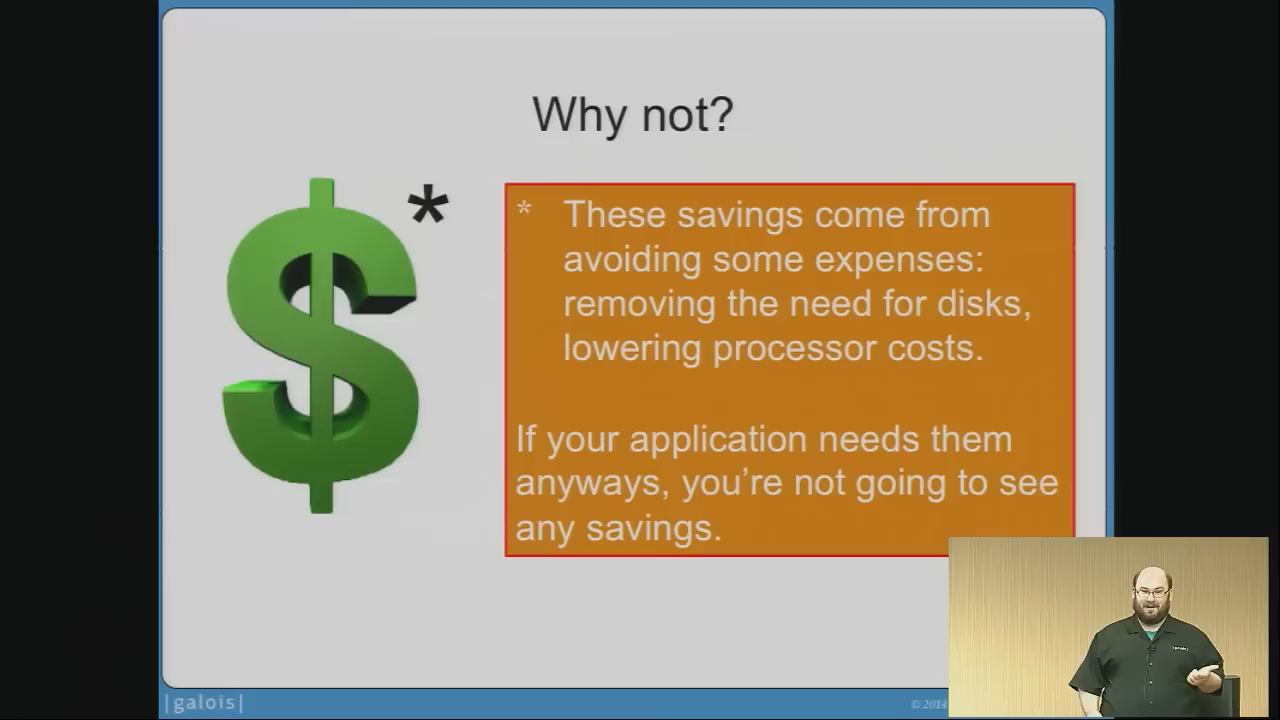 Why not?
*
* These savings come from
avoiding some expenses:
removing the need for disks,
lowering processor costs.
If your application needs them
anyways, you're not going to see
any savings.
|galois|
© 2014